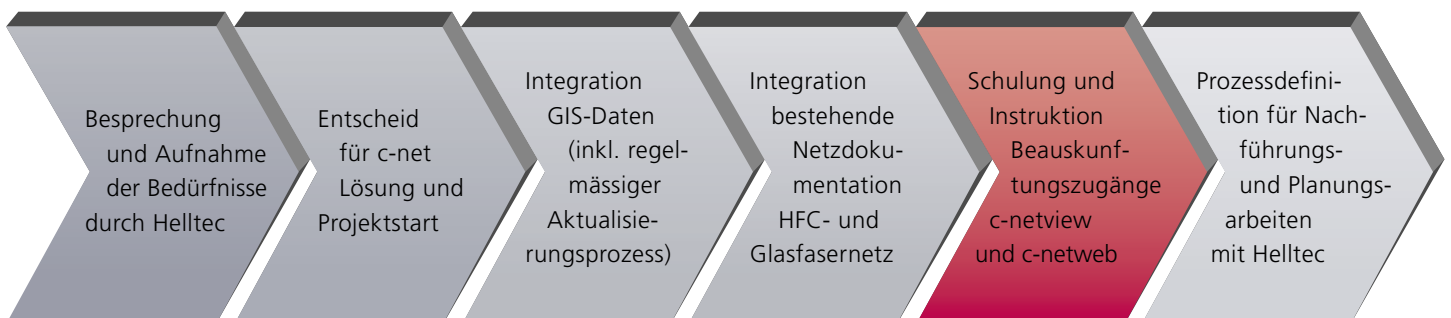 Besprechung
und Aufnahme
der Bedürfnisse
durch Helltec
Entscheid
für c-net
Lösung und
Projektstart
Integration
GIS-Daten
(inkl. regel-
mässiger
Aktualisie-
rungsprozess)
Integration
bestehende
Netzdoku-
mentation
HFC- und
Glasfasernetz
Schulung und
Instruktion
Beauskunf-
tungszugänge
c-netview
und c-netweb
Prozessdefini-
tion für Nach-
führungs-
und Planungs-
arbeiten
mit Helltec